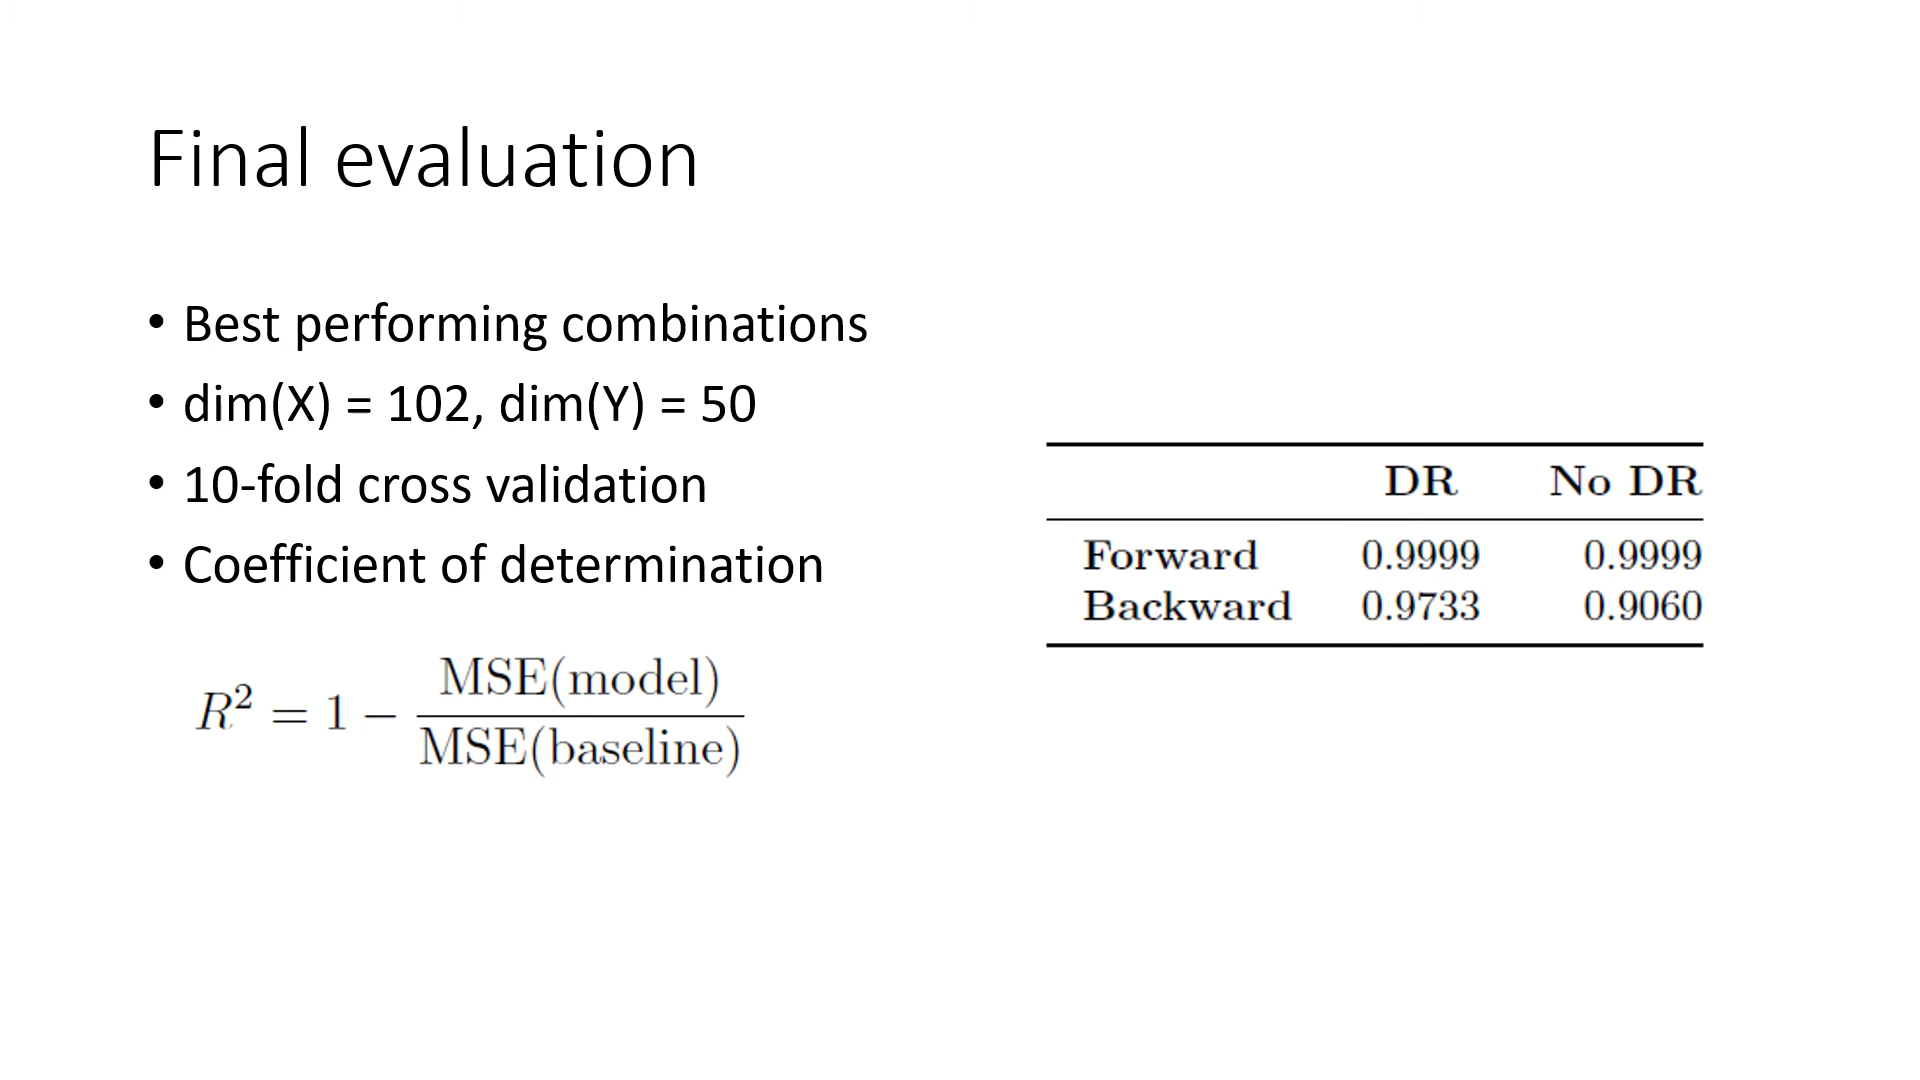 Final evaluation
• Best performing combinations
• dim(X) = 102, dim(Y) = 50
• 10-fold cross validation
• Coefficient of determination
R² = 1 − MSE(model) / MSE(baseline)
DR No DR
Forward 0.9999 0.9999
Backward 0.9733 0.9060